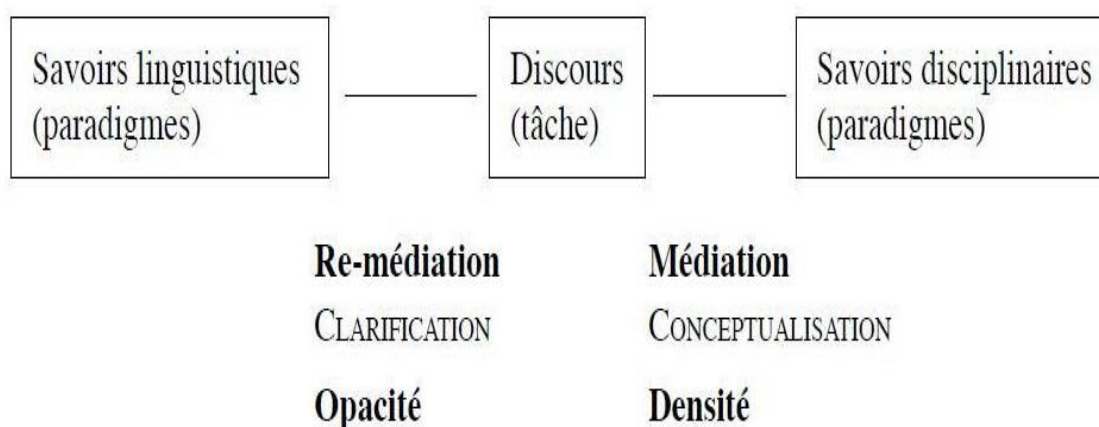 Savoirs linguistiques
(paradigmes)
Discours
(tâche)
Savoirs disciplinaires
(paradigmes)
Re-médiation
Médiation
CLARIFICATION
CONCEPTUALISATION
Opacité
Densité